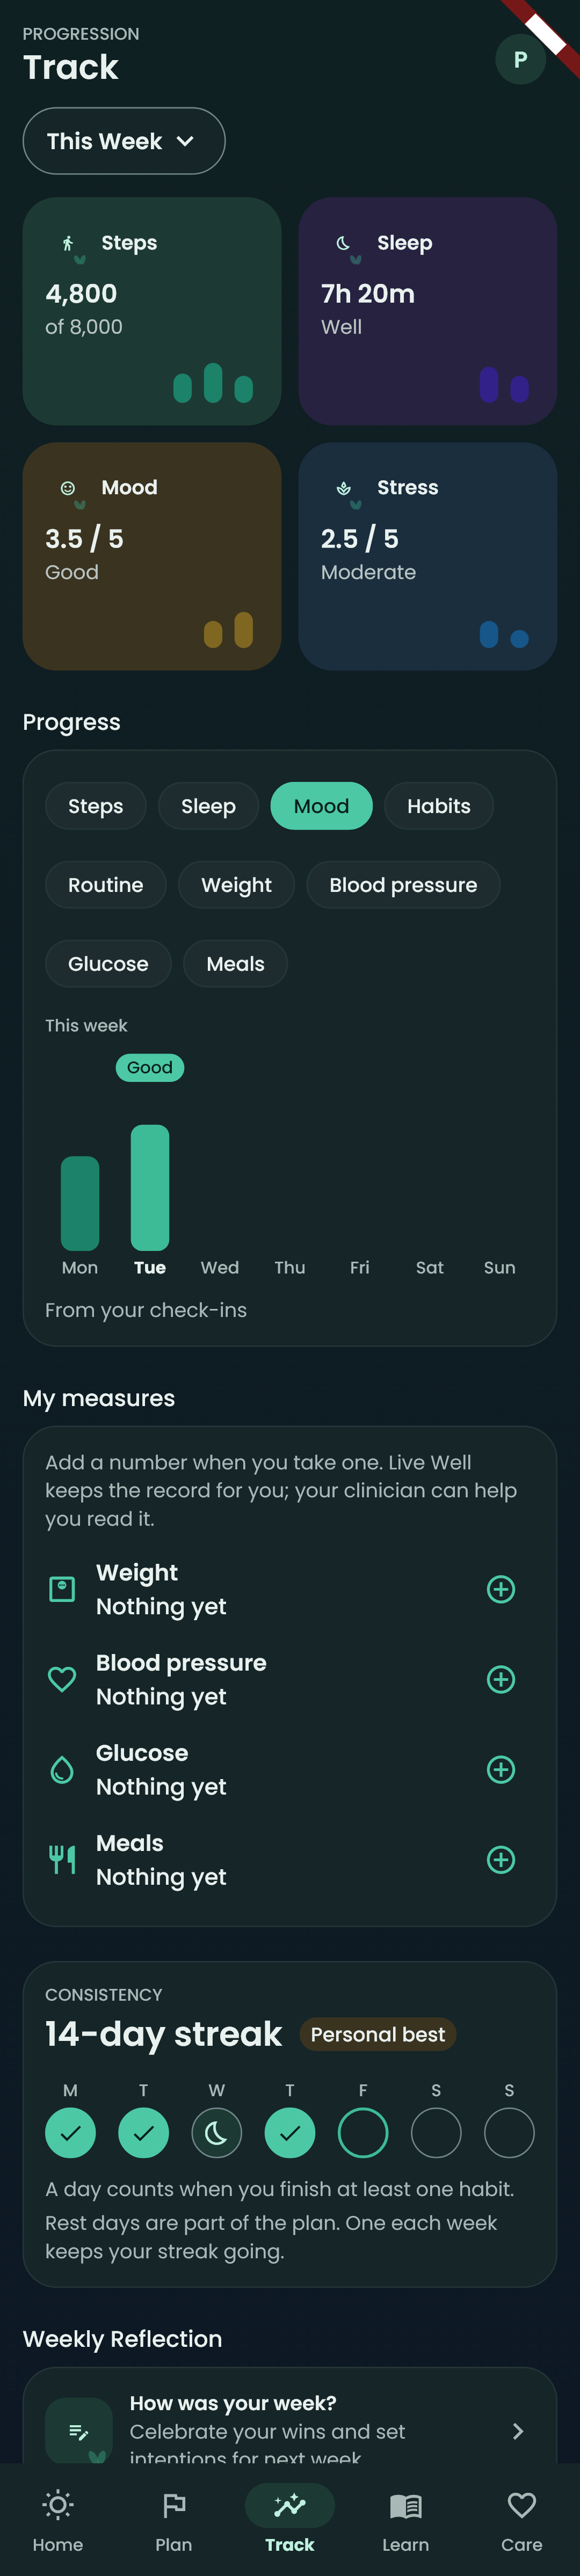 PROGRESSION
Track
P
This Week
Steps
4,800
of 8,000
Sleep
7h 20m
Well
Mood
3.5 / 5
Good
Stress
2.5 / 5
Moderate
Progress
Steps
Sleep
Mood
Habits
Routine
Weight
Blood pressure
Glucose
Meals
This week
Good
Mon
Tue
Wed
Thu
Fri
Sat
Sun
From your check-ins
My measures
Add a number when you take one. Live Well
keeps the record for you; your clinician can help
you read it.
Weight
Nothing yet
Blood pressure
Nothing yet
Glucose
Nothing yet
Meals
Nothing yet
CONSISTENCY
14-day streak
Personal best
M
T
W
T
F
S
S
A day counts when you finish at least one habit.
Rest days are part of the plan. One each week
keeps your streak going.
Weekly Reflection
How was your week?
Celebrate your wins and set
intentions for next week
Home
Plan
Track
Learn
Care